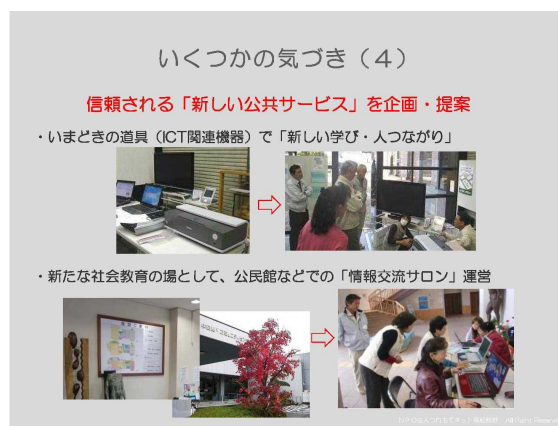 いくつかの気づき（４）
信頼される「新しい公共サービス」を企画・提案
・いまどきの道具（ICT関連機器）で「新しい学び・人つながり」
・新たな社会教育の場として、公民館などでの「情報交流サロン」運営